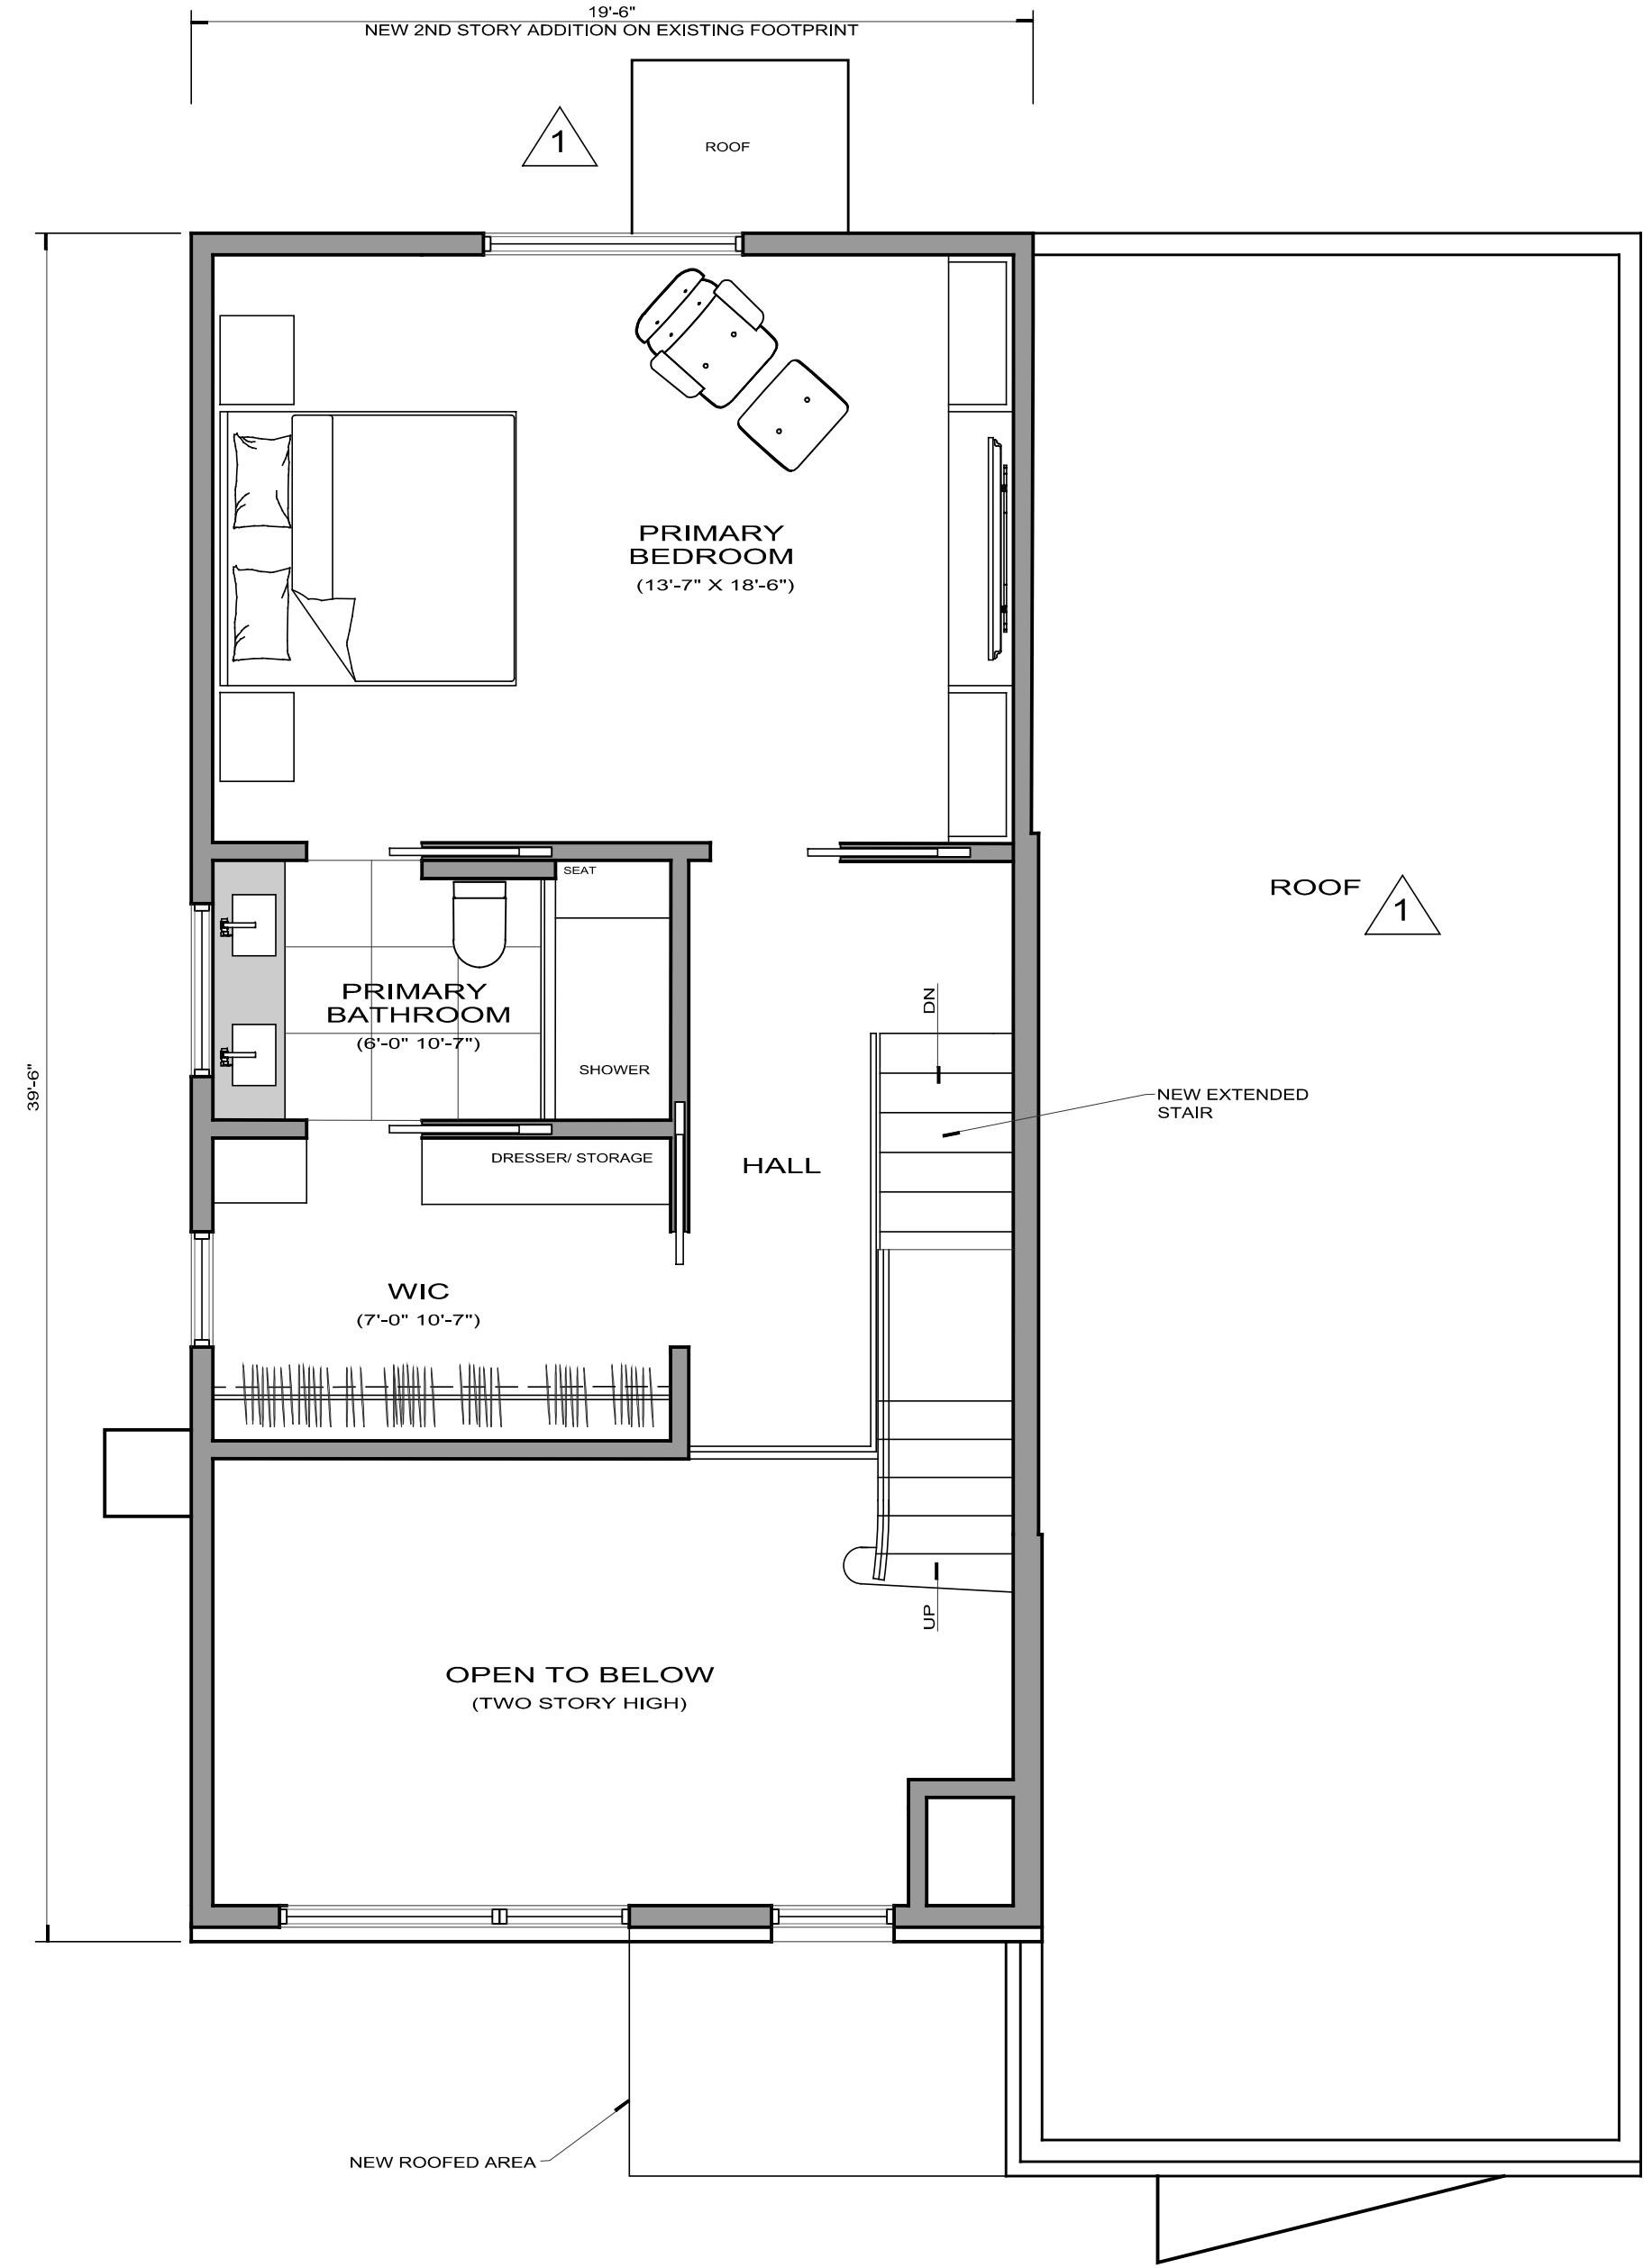 19'-6"
NEW 2ND STORY ADDITION ON EXISTING FOOTPRINT
1
ROOF
PRIMARY
BEDROOM
(13'-7" X 18'-6")
SEAT
ROOF
1
PRIMARY
BATHROOM
(6'-0" 10'-7")
DN
SHOWER
39'-6"
NEW EXTENDED
STAIR
DRESSER/ STORAGE
HALL
WIC
(7'-0" 10'-7")
UP
OPEN TO BELOW
(TWO STORY HIGH)
NEW ROOFED AREA